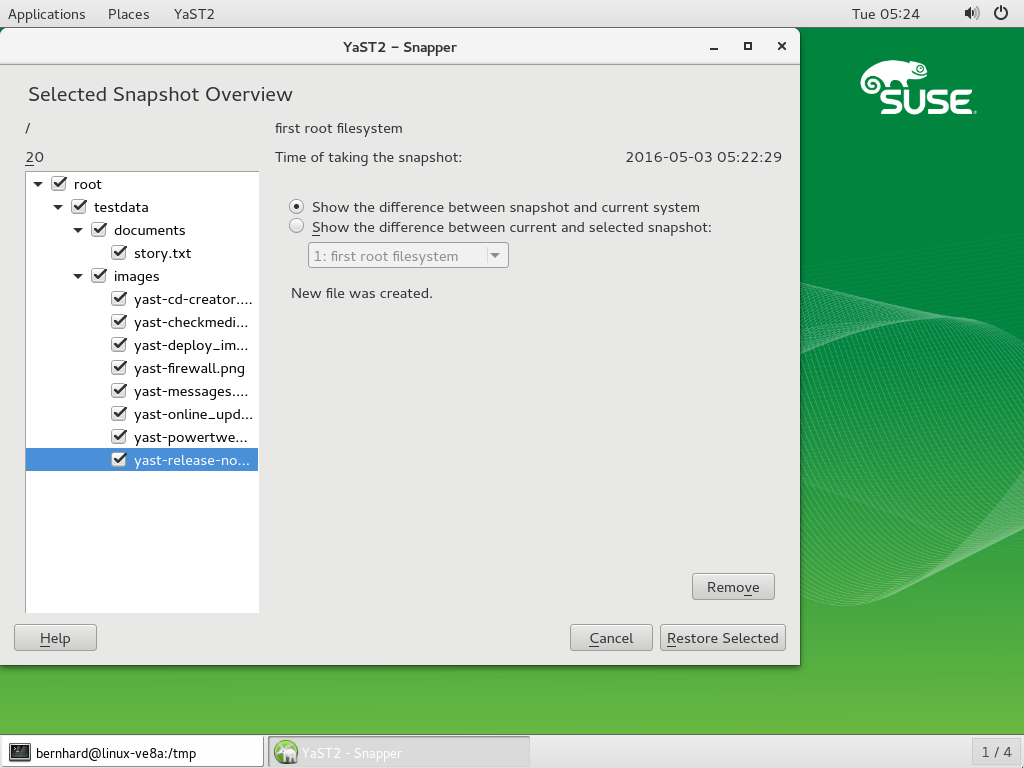 Applications Places YaST2 Tue 05:24
YaST2 - Snapper
Selected Snapshot Overview
/ first root filesystem
20 Time of taking the snapshot: 2016-05-03 05:22:29
root
testdata
documents
story.txt
images
yast-cd-creator....
yast-checkmedi...
yast-deploy_im...
yast-firewall.png
yast-messages....
yast-online_upd...
yast-powertwe...
yast-release-no...
Show the difference between snapshot and current system
Show the difference between current and selected snapshot:
1: first root filesystem
New file was created.
Remove
Help Cancel Restore Selected
SUSE
bernhard@linux-ve8a:/tmp YaST2 - Snapper 1 / 4